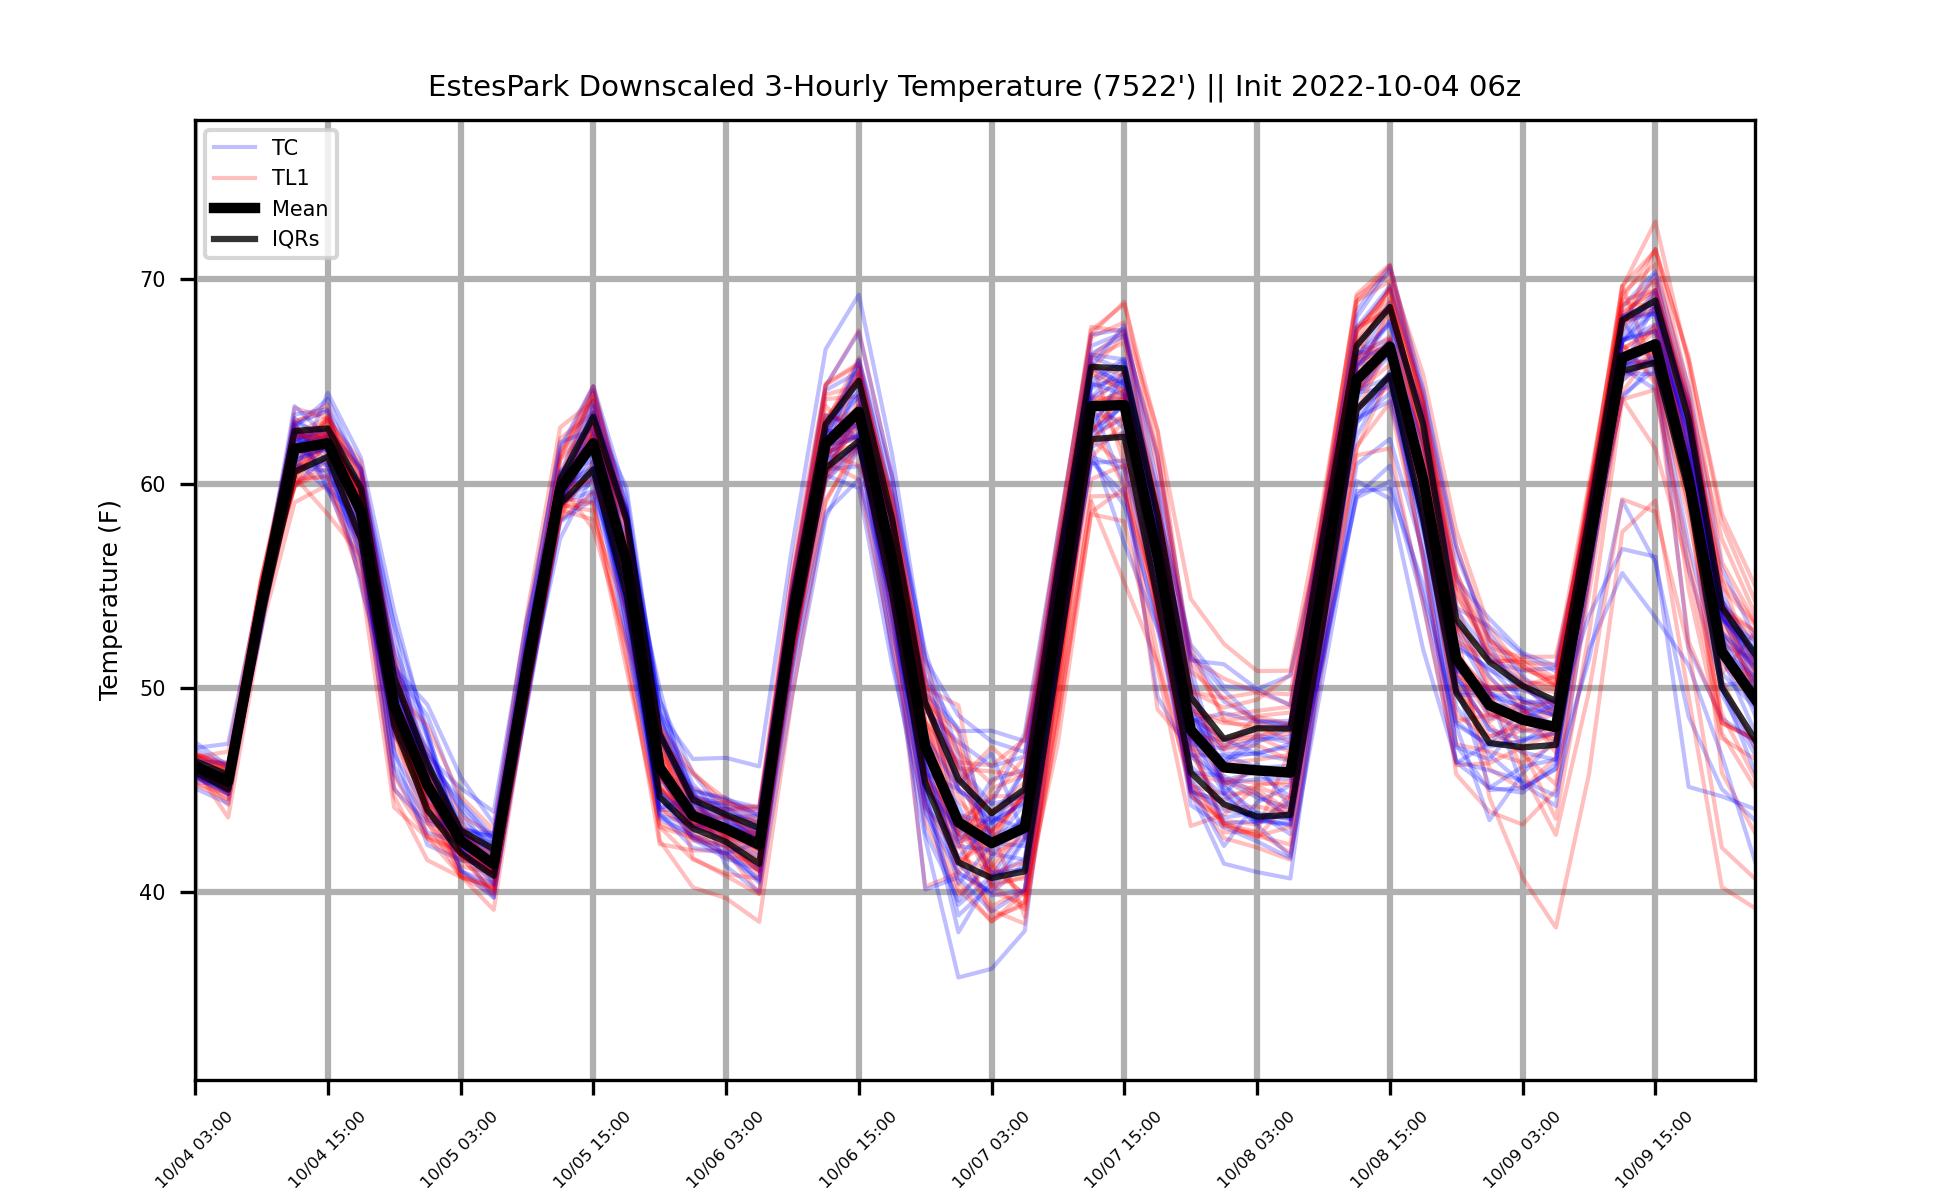 EstesPark Downscaled 3-Hourly Temperature (7522') || Init 2022-10-04 06z
TC
TL1
Mean
IQRs
Temperature (F)
70
60
50
40
10/04 03:00
10/04 15:00
10/05 03:00
10/05 15:00
10/06 03:00
10/06 15:00
10/07 03:00
10/07 15:00
10/08 03:00
10/08 15:00
10/09 03:00
10/09 15:00